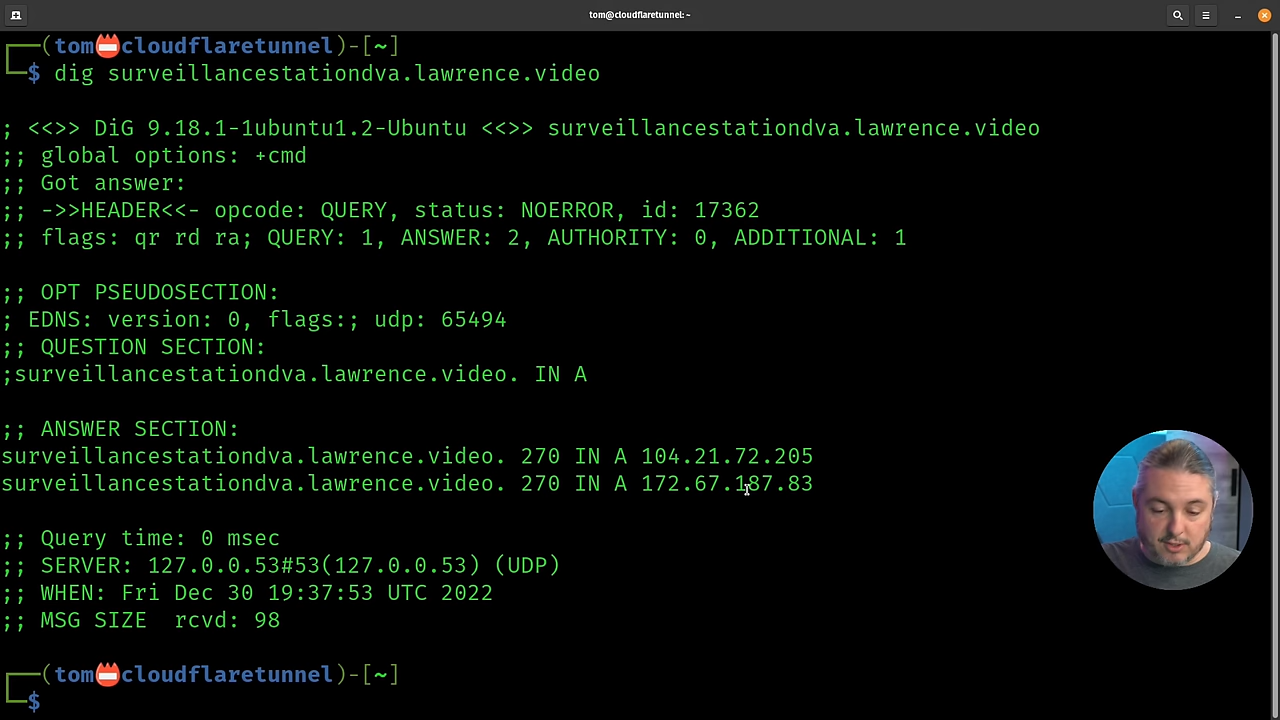 tom@cloudflaretunnel: ~
┌──(tom📛cloudflaretunnel)-[~]
└─$ dig surveillancestationdva.lawrence.video
; <<>> DiG 9.18.1-1ubuntu1.2-Ubuntu <<>> surveillancestationdva.lawrence.video
;; global options: +cmd
;; Got answer:
;; ->>HEADER<<- opcode: QUERY, status: NOERROR, id: 17362
;; flags: qr rd ra; QUERY: 1, ANSWER: 2, AUTHORITY: 0, ADDITIONAL: 1
;; OPT PSEUDOSECTION:
; EDNS: version: 0, flags:; udp: 65494
;; QUESTION SECTION:
;surveillancestationdva.lawrence.video. IN A
;; ANSWER SECTION:
surveillancestationdva.lawrence.video. 270 IN A 104.21.72.205
surveillancestationdva.lawrence.video. 270 IN A 172.67.187.83
;; Query time: 0 msec
;; SERVER: 127.0.0.53#53(127.0.0.53) (UDP)
;; WHEN: Fri Dec 30 19:37:53 UTC 2022
;; MSG SIZE  rcvd: 98
┌──(tom📛cloudflaretunnel)-[~]
└─$